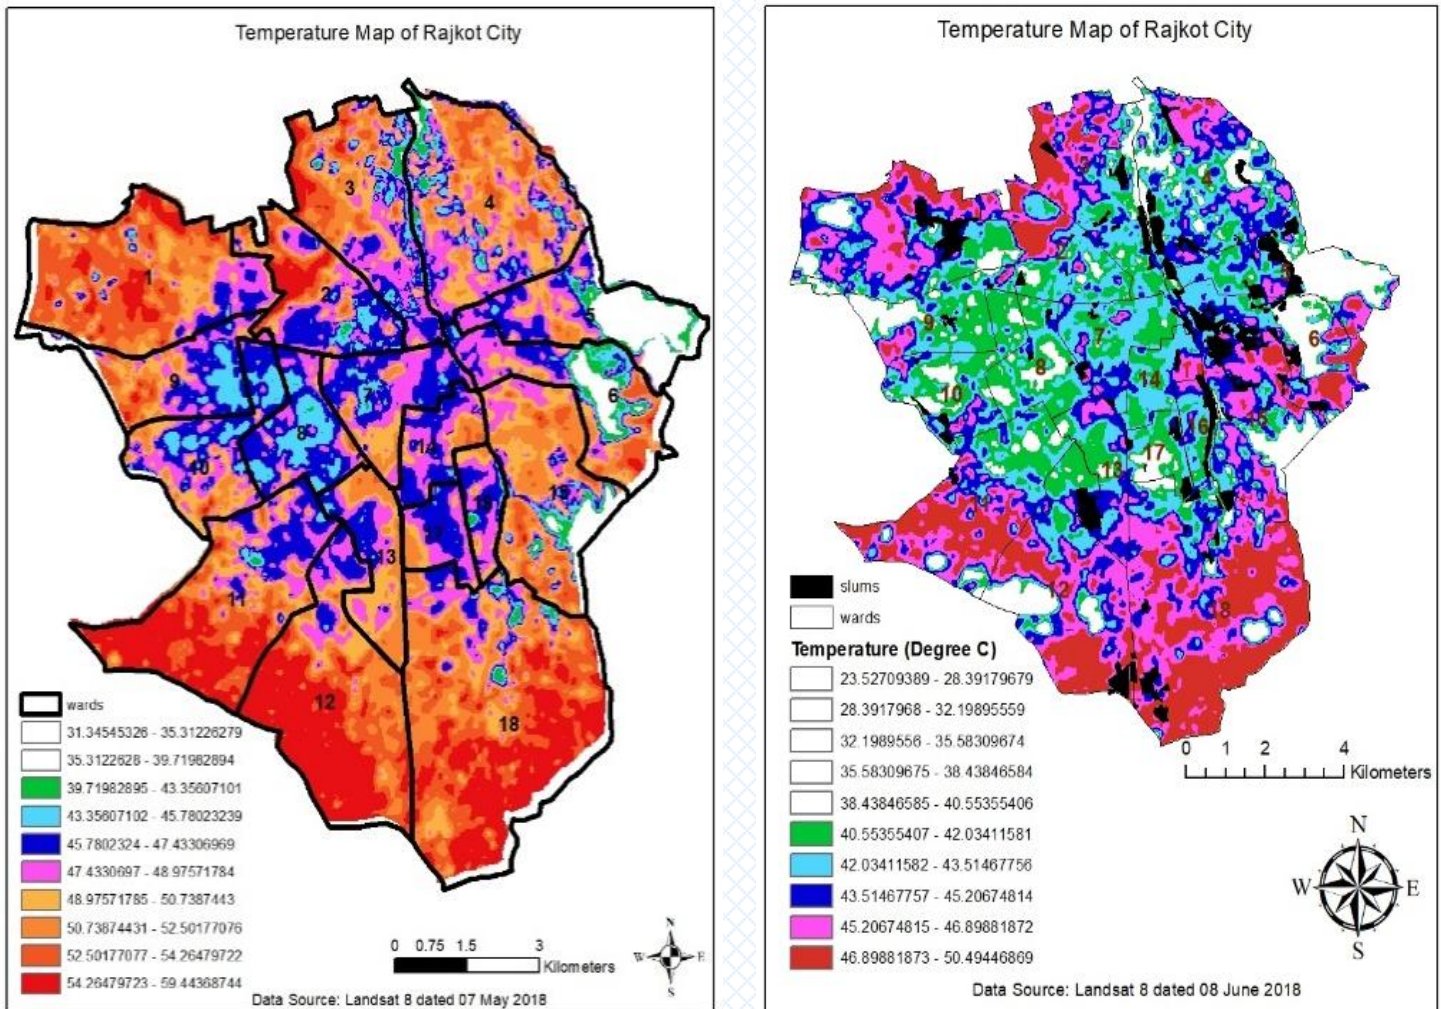 Temperature Map of Rajkot City
3
4
1
2
5
9
7
6
8
10
14
15
16
17
13
11
12
18
wards
31.34545326 - 35.31226279
35.3122628 - 39.71982894
39.71982895 - 43.35607101
43.35607102 - 45.78023239
45.7802324 - 47.43306969
47.4330697 - 48.97571784
48.97571785 - 50.7387443
50.73874431 - 52.50177076
52.50177077 - 54.26479722
54.26479723 - 59.44368744
0 0.75 1.5 3
Kilometers
N
W E
S
Data Source: Landsat 8 dated 07 May 2018
Temperature Map of Rajkot City
9
7
6
8
10
14
16
17
13
12
18
slums
wards
Temperature (Degree C)
23.52709389 - 28.39179679
28.3917968 - 32.19895559
32.1989556 - 35.58309674
35.58309675 - 38.43846584
38.43846585 - 40.55355406
40.55355407 - 42.03411581
42.03411582 - 43.51467756
43.51467757 - 45.20674814
45.20674815 - 46.89881872
46.89881873 - 50.49446869
0 1 2 4
Kilometers
N
W E
S
Data Source: Landsat 8 dated 08 June 2018